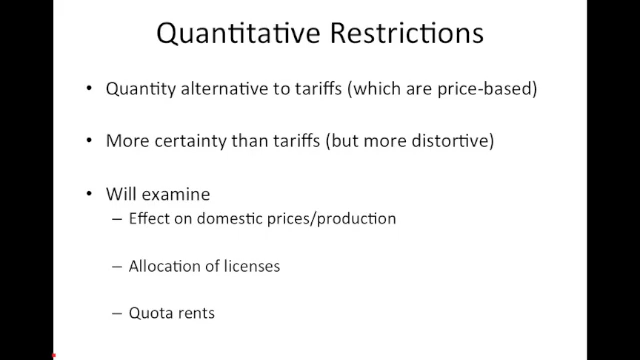 Quantitative Restrictions
• Quantity alternative to tariffs (which are price-based)
• More certainty than tariffs (but more distortive)
• Will examine
– Effect on domestic prices/production
– Allocation of licenses
– Quota rents